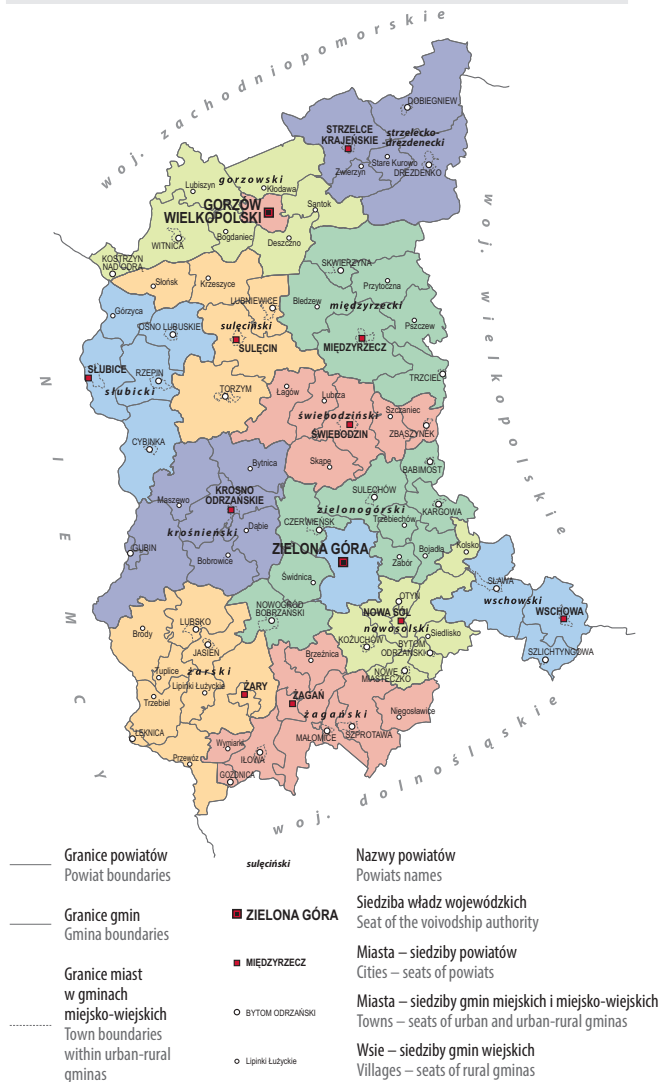 woj. zachodniopomorskie
DOBIEGNIEW
STRZELCE
KRAJEŃSKIE
strzelecko-
-drezdenecki
Zwierzyn
Stare Kurowo
DREZDENKO
gorzowski
Lubiszyn
Kłodawa
GORZÓW
WIELKOPOLSKI
Santok
Bogdaniec
Deszczno
WITNICA
KOSTRZYN
NAD ODRĄ
woj. wielkopolskie
SKWIERZYNA
Przytoczna
Słońsk
Krzeszyce
LUBNIEWICE
Bledzew
międzyrzecki
Pszczew
Górzyca
OŚNO LUBUSKIE
sulęciński
SULĘCIN
MIĘDZYRZECZ
TRZCIEL
SŁUBICE
RZEPIN
słubicki
TORZYM
Łagów
Lubrza
Szczaniec
świebodziński
ŚWIEBODZIN
ZBĄSZYNEK
CYBINKA
Bytnica
Skąpe
BABIMOST
NIEMCY
KROSNO
ODRZAŃSKIE
Maszewo
SULECHÓW
KARGOWA
zielonogórski
Trzebiechów
CZERWIEŃSK
Dąbie
krośnieński
GUBIN
Bobrowice
ZIELONA GÓRA
Bojadła
Kolsko
Zabór
Świdnica
SŁAWA
wschowski
WSCHOWA
OTYŃ
NOWOGRÓD
BOBRZAŃSKI
NOWA SÓL
nowosolski
Siedlisko
KOŻUCHÓW
BYTOM
ODRZAŃSKI
SZLICHTYNGOWA
LUBSKO
Brody
JASIEŃ
Brzeźnica
NOWE
MIASTECZKO
Tuplice
żarski
Lipinki Łużyckie
ŻARY
ŻAGAŃ
Trzebiel
żagański
Niegosławice
ŁĘKNICA
MAŁOMICE
SZPROTAWA
Wymiarki
Przewóz
IŁOWA
GOZDNICA
woj. dolnośląskie
Granice powiatów
Powiat boundaries
Granice gmin
Gmina boundaries
Granice miast
w gminach
miejsko-wiejskich
Town boundaries
within urban-rural
gminas
sulęciński
Nazwy powiatów
Powiats names
ZIELONA GÓRA
Siedziba władz wojewódzkich
Seat of the voivodship authority
MIĘDZYRZECZ
Miasta – siedziby powiatów
Cities – seats of powiats
BYTOM ODRZAŃSKI
Miasta – siedziby gmin miejskich i miejsko-wiejskich
Towns – seats of urban and urban-rural gminas
Lipinki Łużyckie
Wsie – siedziby gmin wiejskich
Villages – seats of rural gminas